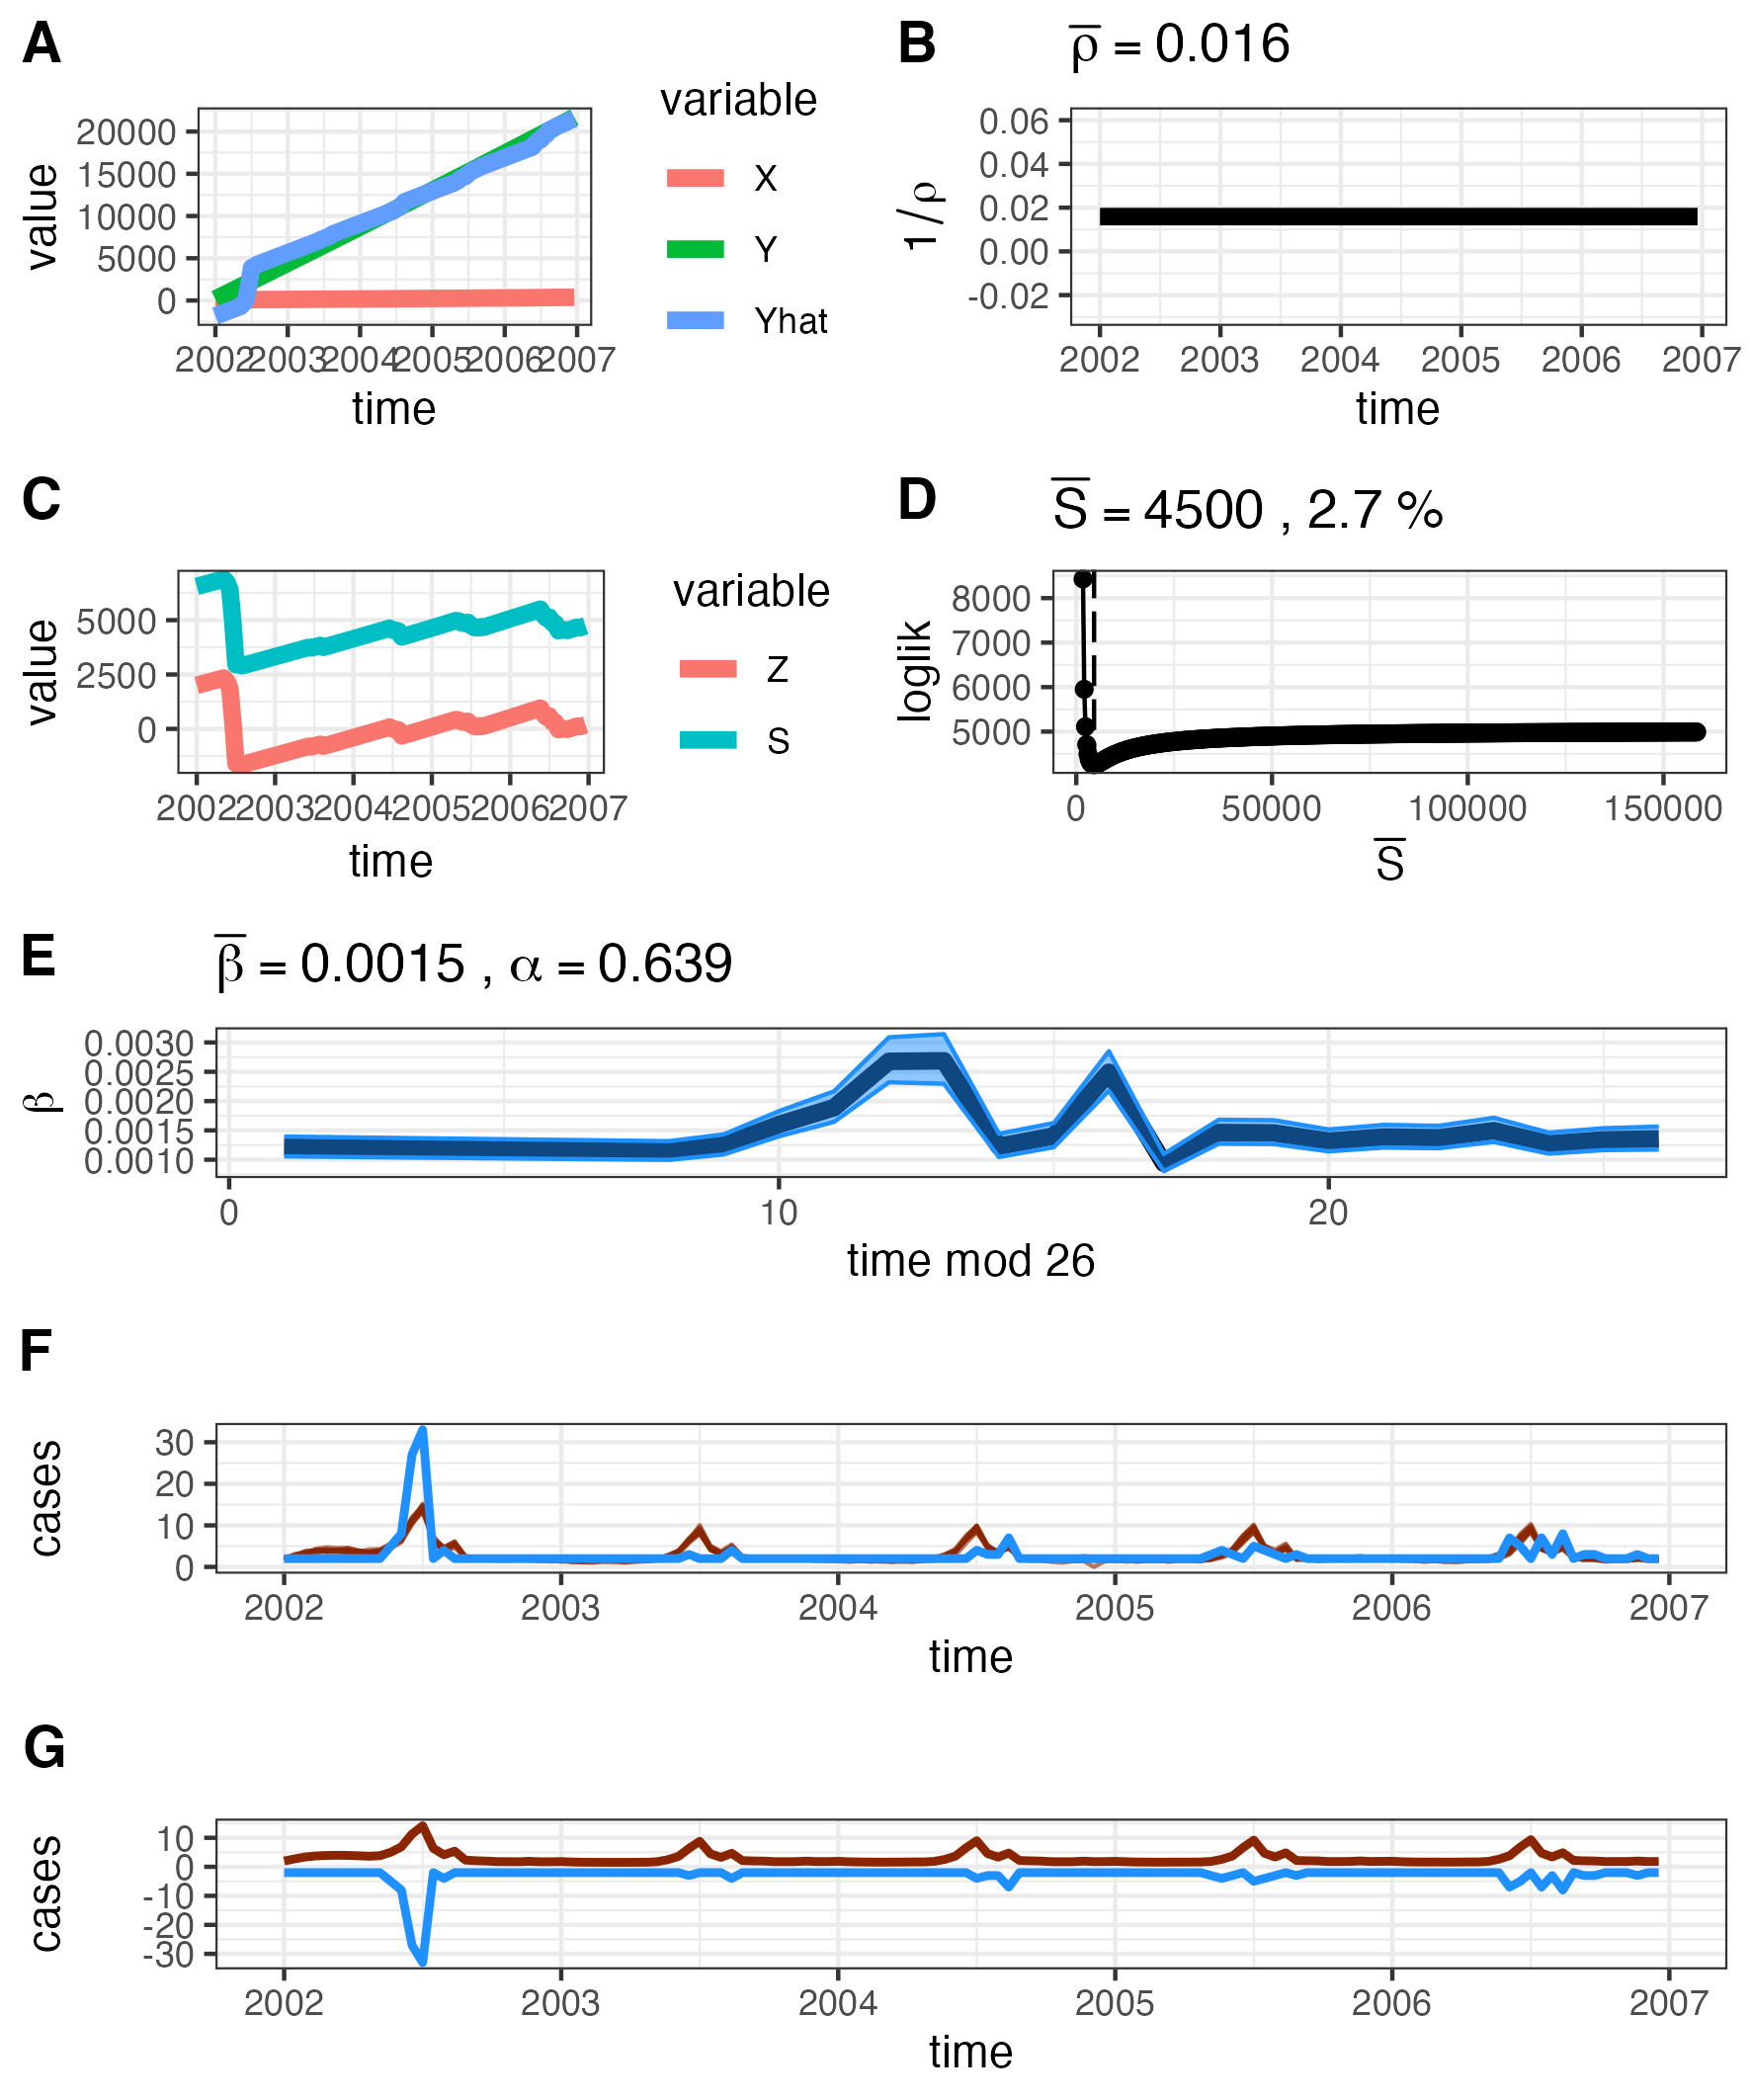 A
variable
X
Y
Yhat
value
20000
15000
10000
5000
0
2002 2003 2004 2005 2006 2007
time
B
ρ̅ = 0.016
1/ρ
0.06
0.04
0.02
0.00
-0.02
2002 2003 2004 2005 2006 2007
time
C
variable
Z
S
value
5000
2500
0
2002 2003 2004 2005 2006 2007
time
D
S̅ = 4500 , 2.7 %
loglik
8000
7000
6000
5000
0 50000 100000 150000
S̅
E
β̅ = 0.0015 , α = 0.639
β
0.0030
0.0025
0.0020
0.0015
0.0010
0 10 20
time mod 26
F
cases
30
20
10
0
2002 2003 2004 2005 2006 2007
time
G
cases
10
0
-10
-20
-30
2002 2003 2004 2005 2006 2007
time